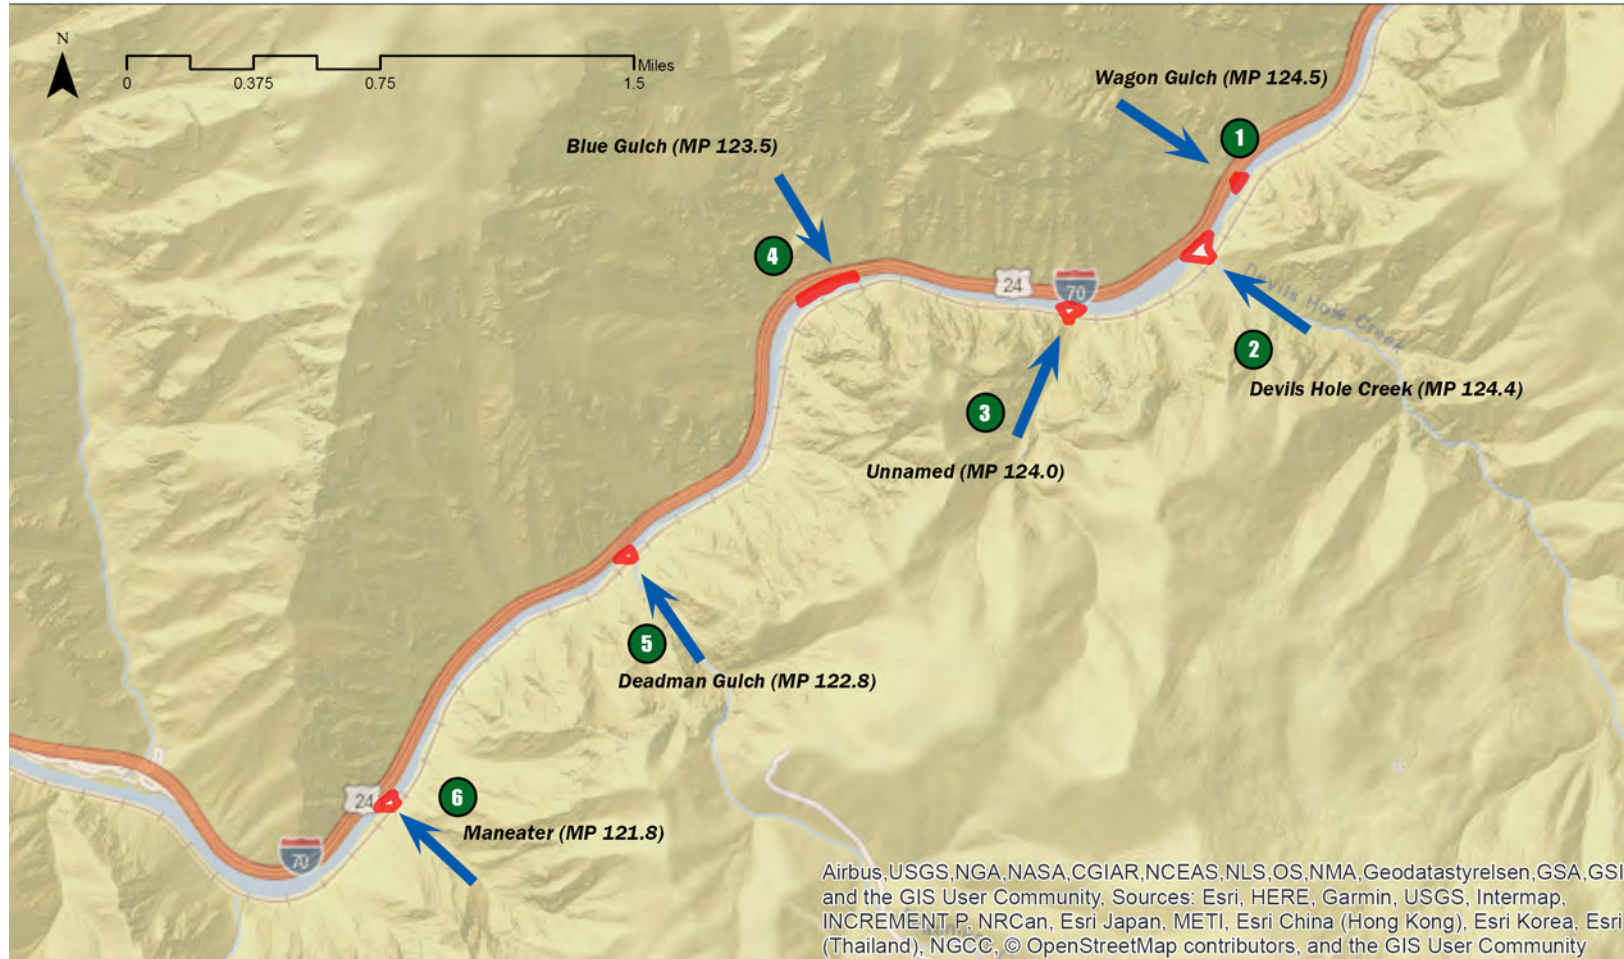 N
Miles
0 0.375 0.75 1.5
Wagon Gulch (MP 124.5)
1
Blue Gulch (MP 123.5)
4
24
70
Devils Hole Creek
2
Devils Hole Creek (MP 124.4)
3
Unnamed (MP 124.0)
5
Deadman Gulch (MP 122.8)
24
6
Maneater (MP 121.8)
70
Airbus,USGS,NGA,NASA,CGIAR,NCEAS,NLS,OS,NMA,Geodatastyrelsen,GSA,GSI
and the GIS User Community, Sources: Esri, HERE, Garmin, USGS, Intermap,
INCREMENT P, NRCan, Esri Japan, METI, Esri China (Hong Kong), Esri Korea, Esri
(Thailand), NGCC, © OpenStreetMap contributors, and the GIS User Community